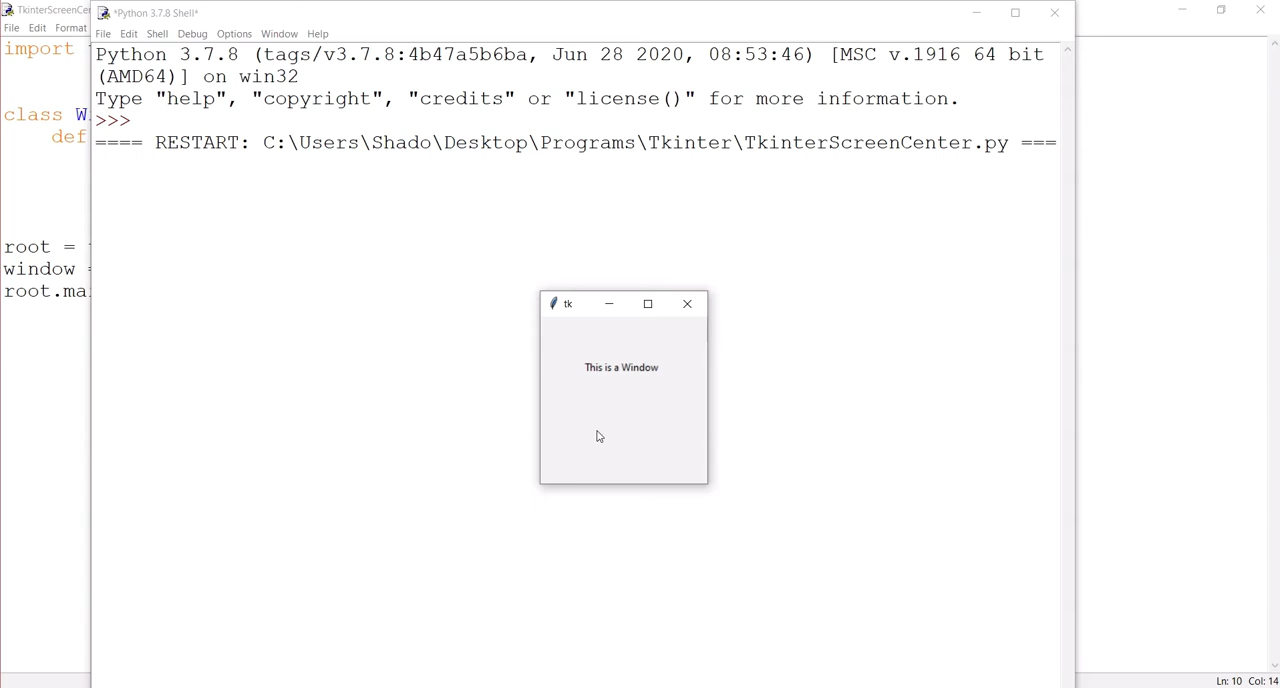 TkinterScreenCen
File Edit Format
import
class Wi
def
root =
window =
root.mai
*Python 3.7.8 Shell*
File Edit Shell Debug Options Window Help
Python 3.7.8 (tags/v3.7.8:4b47a5b6ba, Jun 28 2020, 08:53:46) [MSC v.1916 64 bit
(AMD64)] on win32
Type "help", "copyright", "credits" or "license()" for more information.
>>>
==== RESTART: C:\Users\Shado\Desktop\Programs\Tkinter\TkinterScreenCenter.py ===
tk
This is a Window
Ln: 10 Col: 14